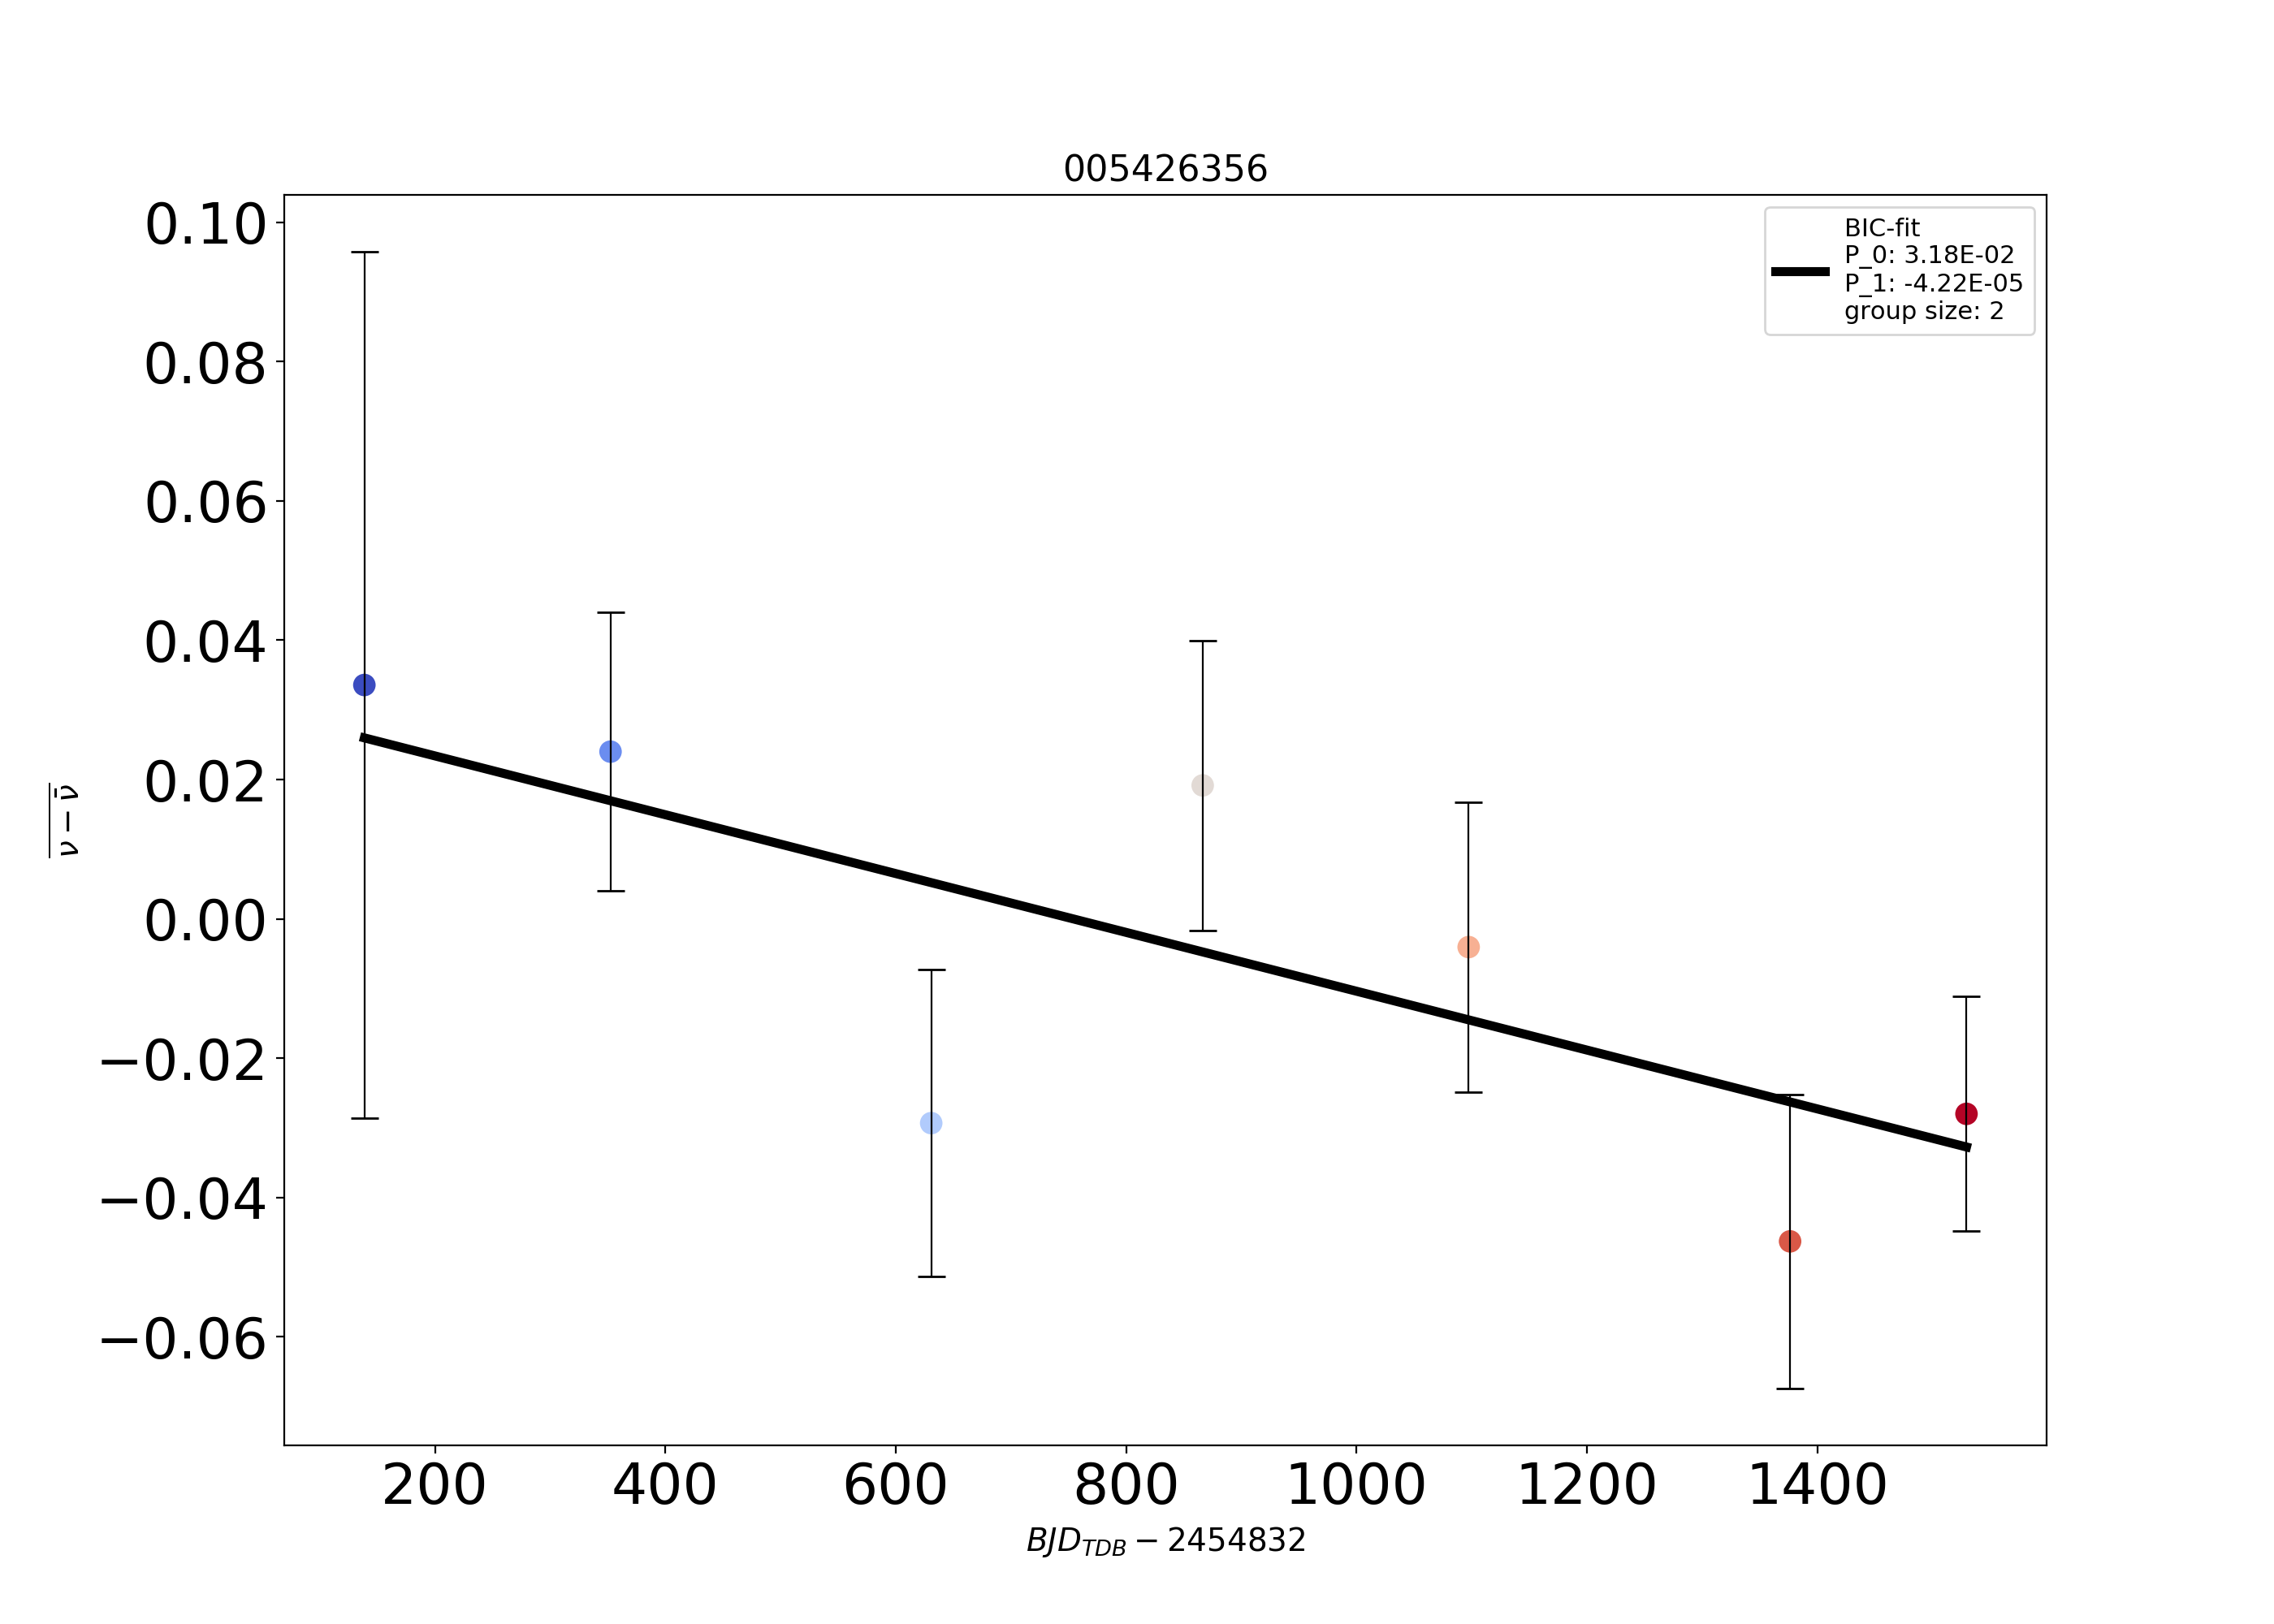 005426356
0.10
0.08
0.06
0.04
0.02
0.00
−0.02
−0.04
−0.06
ν − ν̄
BIC-fit
P_0: 3.18E-02
P_1: -4.22E-05
group size: 2
200 400 600 800 1000 1200 1400
BJD_TDB − 2454832